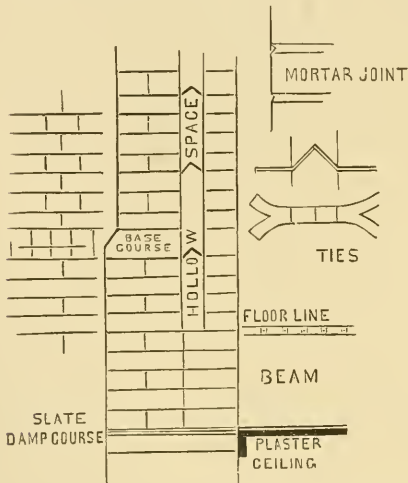 MORTAR JOINT
HOLLOW SPACE
BASE
COURSE
TIES
FLOOR LINE
BEAM
SLATE
DAMP COURSE
PLASTER
CEILING